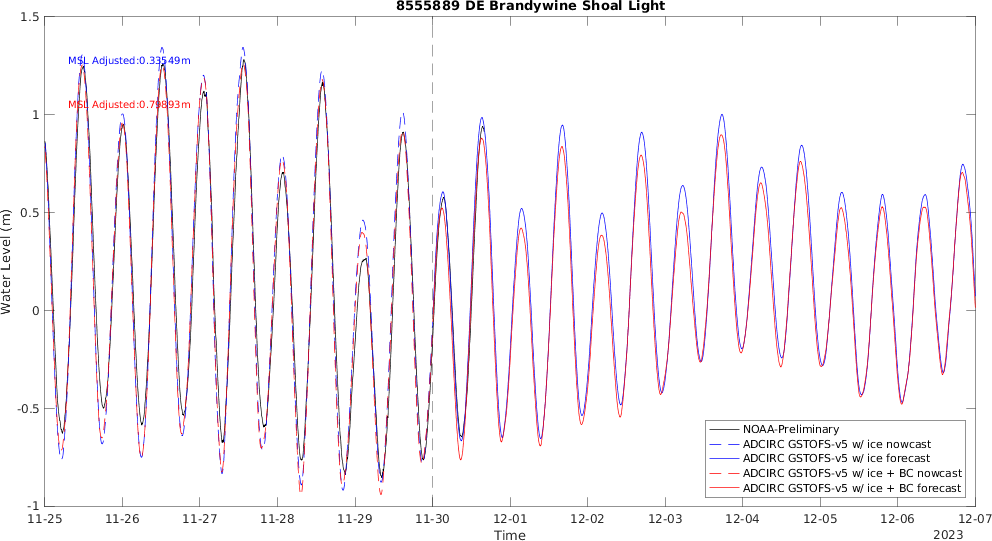 8555889 DE Brandywine Shoal Light
1.5
1
0.5
0
-0.5
-1
Water Level (m)
MSL Adjusted:0.33549m
MSL Adjusted:0.79893m
NOAA-Preliminary
ADCIRC GSTOFS-v5 w/ ice nowcast
ADCIRC GSTOFS-v5 w/ ice forecast
ADCIRC GSTOFS-v5 w/ ice + BC nowcast
ADCIRC GSTOFS-v5 w/ ice + BC forecast
11-25 11-26 11-27 11-28 11-29 11-30 12-01 12-02 12-03 12-04 12-05 12-06 12-07
Time
2023